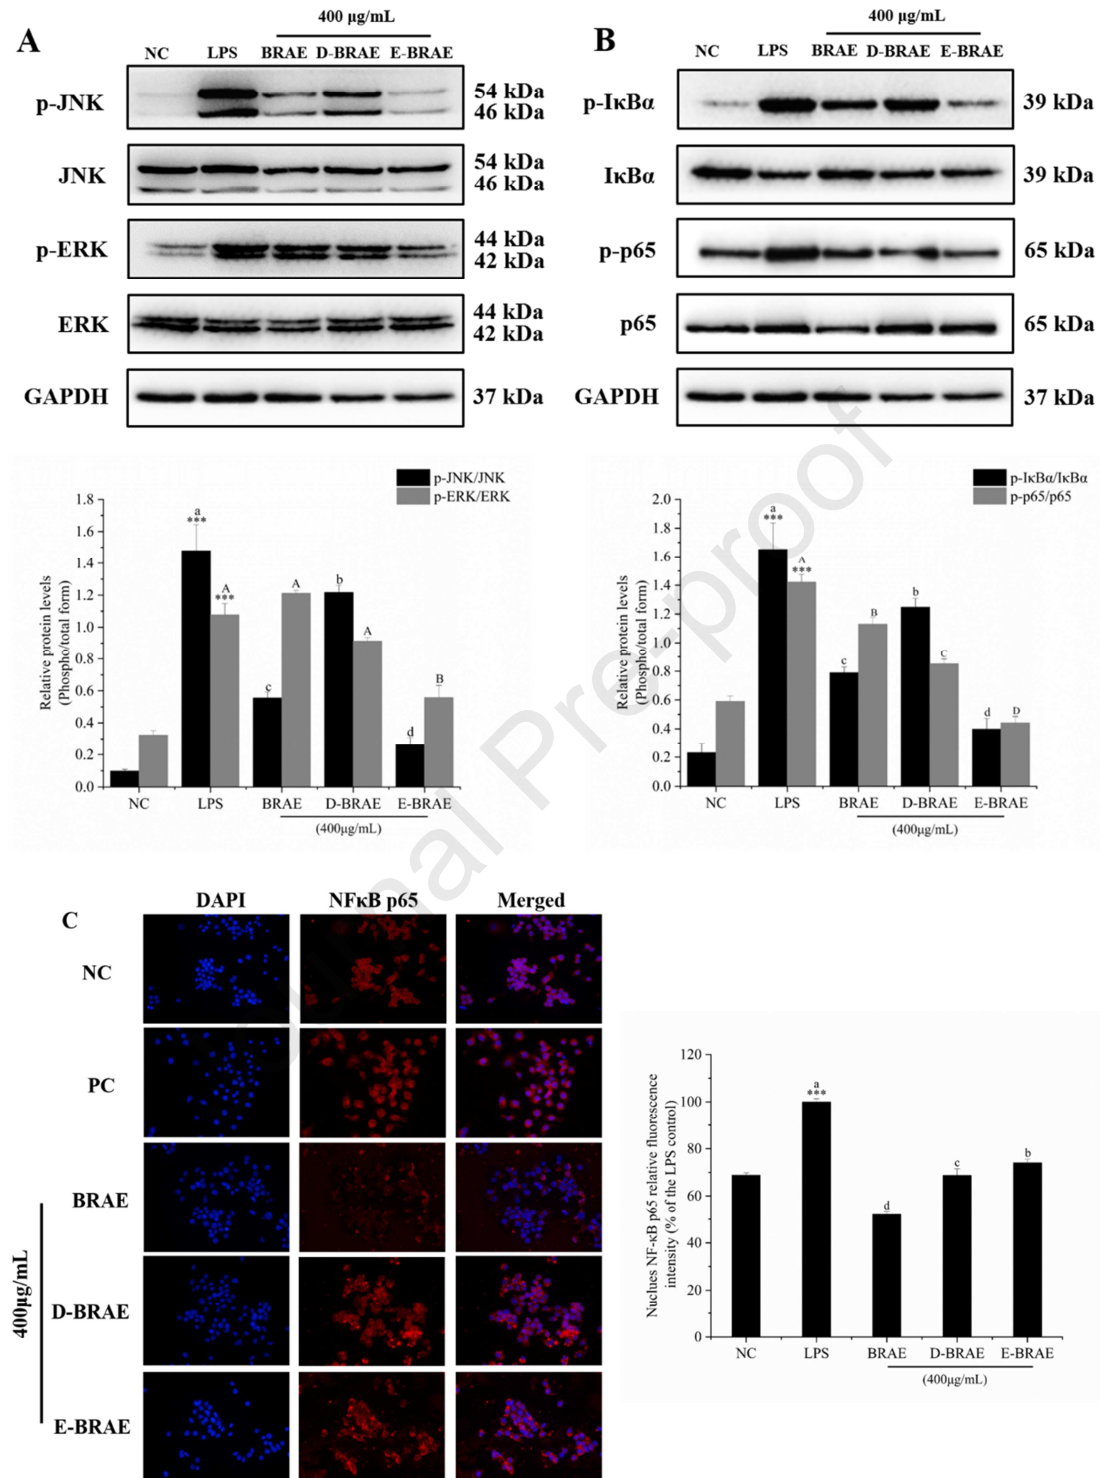 A
400 μg/mL
NC LPS BRAE D-BRAE E-BRAE
p-JNK 54 kDa
46 kDa
JNK 54 kDa
46 kDa
p-ERK 44 kDa
42 kDa
ERK 44 kDa
42 kDa
GAPDH 37 kDa
B
400 μg/mL
NC LPS BRAE D-BRAE E-BRAE
p-IκBα 39 kDa
IκBα 39 kDa
p-p65 65 kDa
p65 65 kDa
GAPDH 37 kDa
p-JNK/JNK
p-ERK/ERK
Relative protein levels
(Phospho/total form)
1.8
1.6
1.4
1.2
1.0
0.8
0.6
0.4
0.2
0.0
a
***
A
***
c
A
b
A
d
B
NC LPS BRAE D-BRAE E-BRAE
(400μg/mL)
p-IκBα/IκBα
p-p65/p65
Relative protein levels
(Phospho/total form)
2.0
1.8
1.6
1.4
1.2
1.0
0.8
0.6
0.4
0.2
0.0
a
***
A
***
c
B
b
C
d
D
NC LPS BRAE D-BRAE E-BRAE
(400μg/mL)
Journal Pre-proof
C
DAPI NFκB p65 Merged
NC
PC
BRAE
D-BRAE
E-BRAE
400μg/mL
Nuclues NF-κB p65 relative fluorescence
intensity (% of the LPS control)
120
100
80
60
40
20
0
a
***
d
c
b
NC LPS BRAE D-BRAE E-BRAE
(400μg/mL)